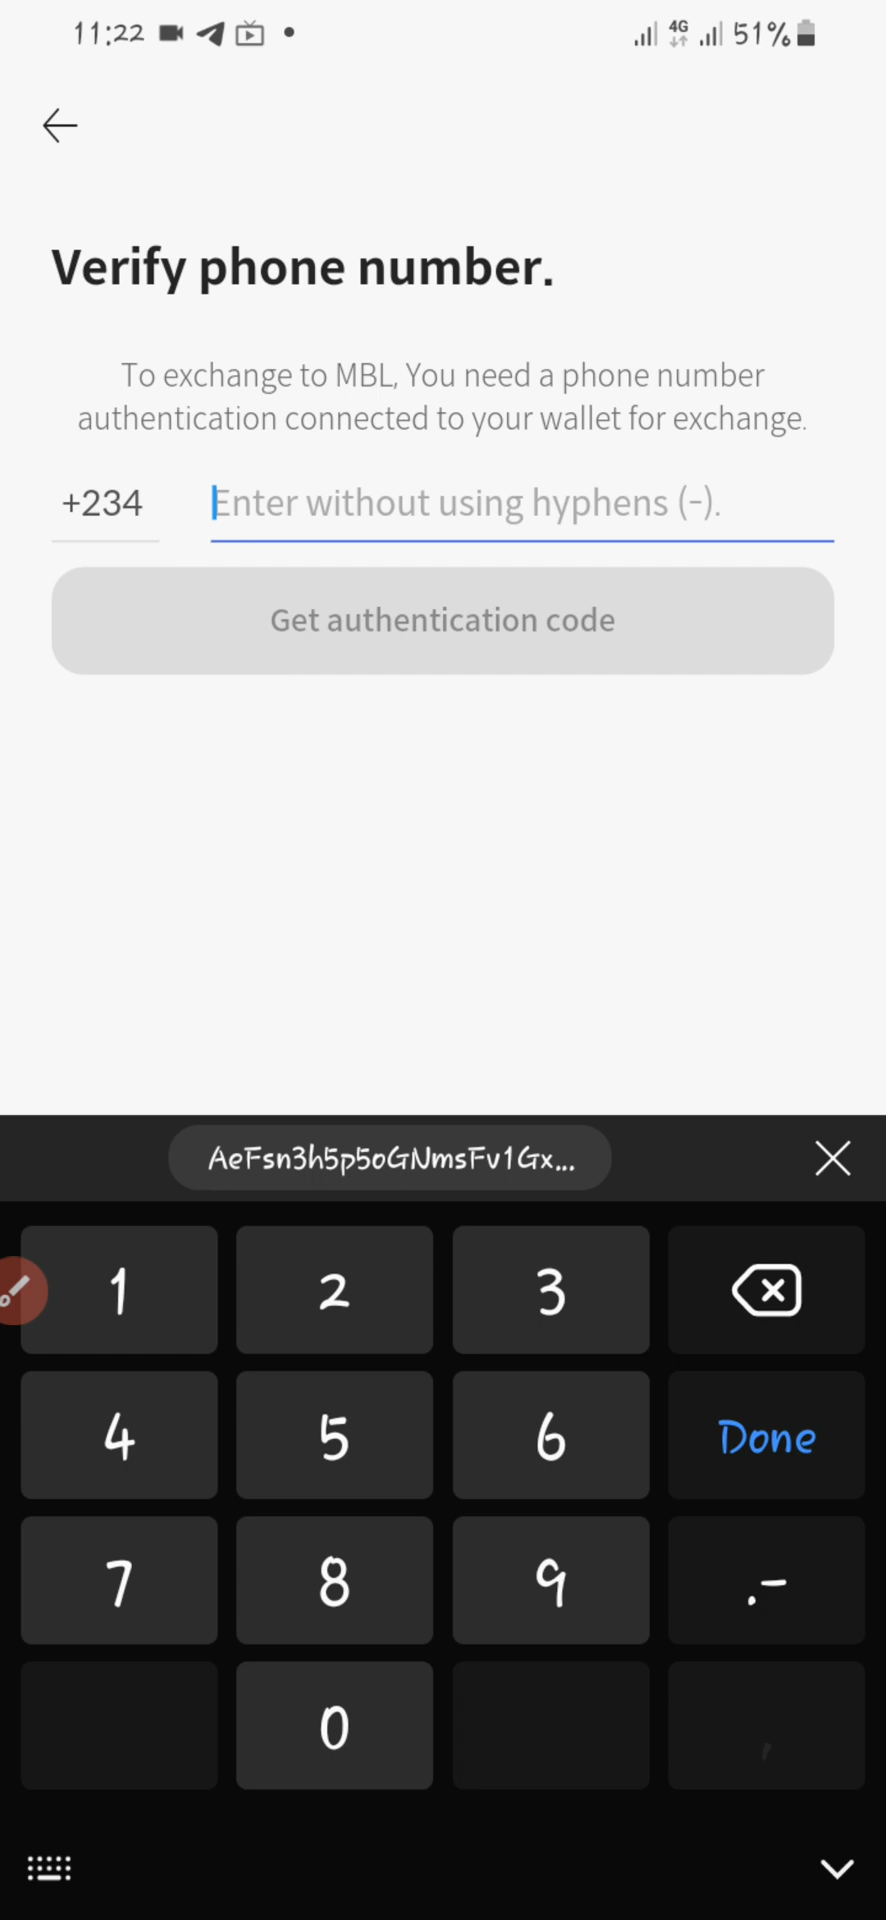 11:22 4G 51%
Verify phone number.
To exchange to MBL, You need a phone number
authentication connected to your wallet for exchange.
+234 Enter without using hyphens (-).
Get authentication code
AeFsn3h5p5oGNmsFv1Gx...
1 2 3
4 5 6 Done
7 8 9 .-
0 ,